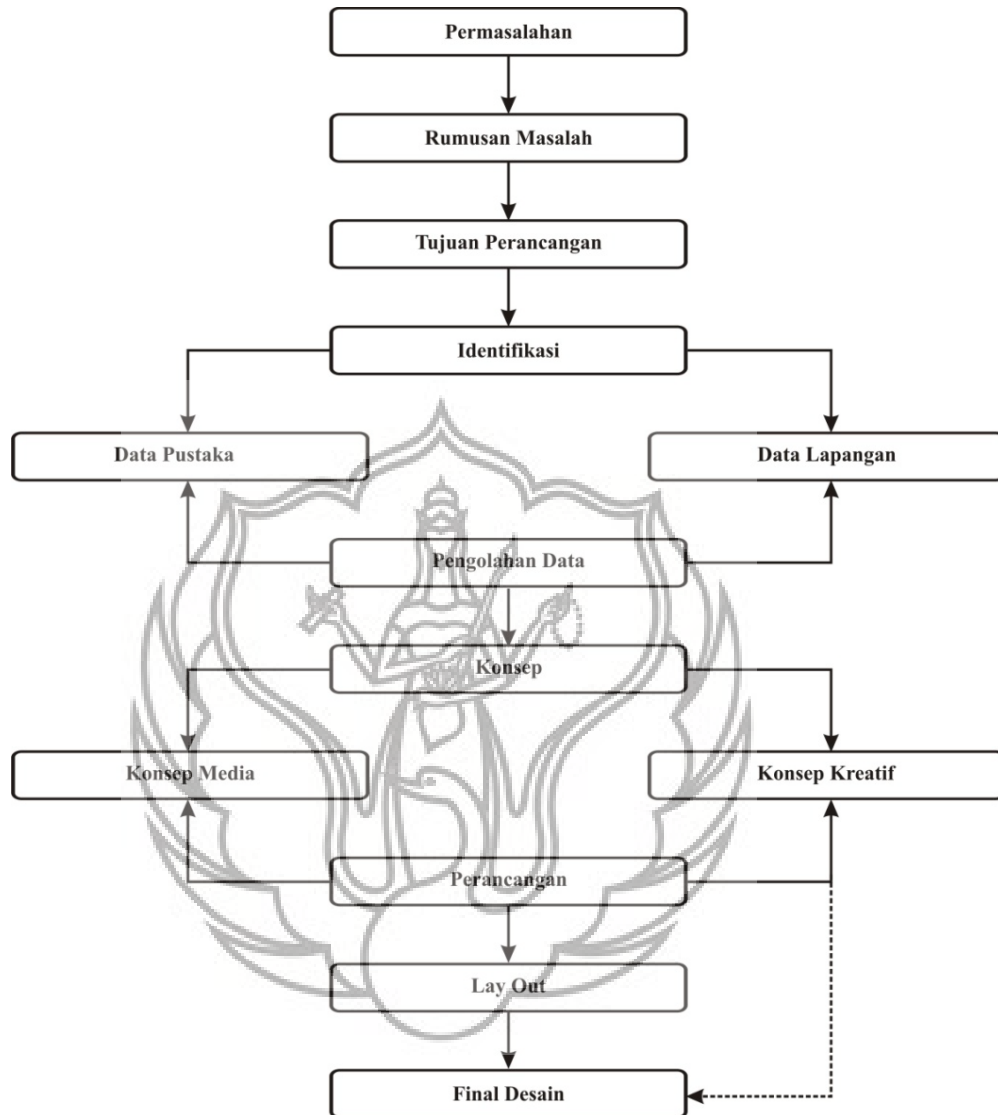 Permasalahan
Rumusan Masalah
Tujuan Perancangan
Identifikasi
Data Pustaka
Data Lapangan
Pengolahan Data
Konsep
Konsep Media
Konsep Kreatif
Perancangan
Lay Out
Final Desain